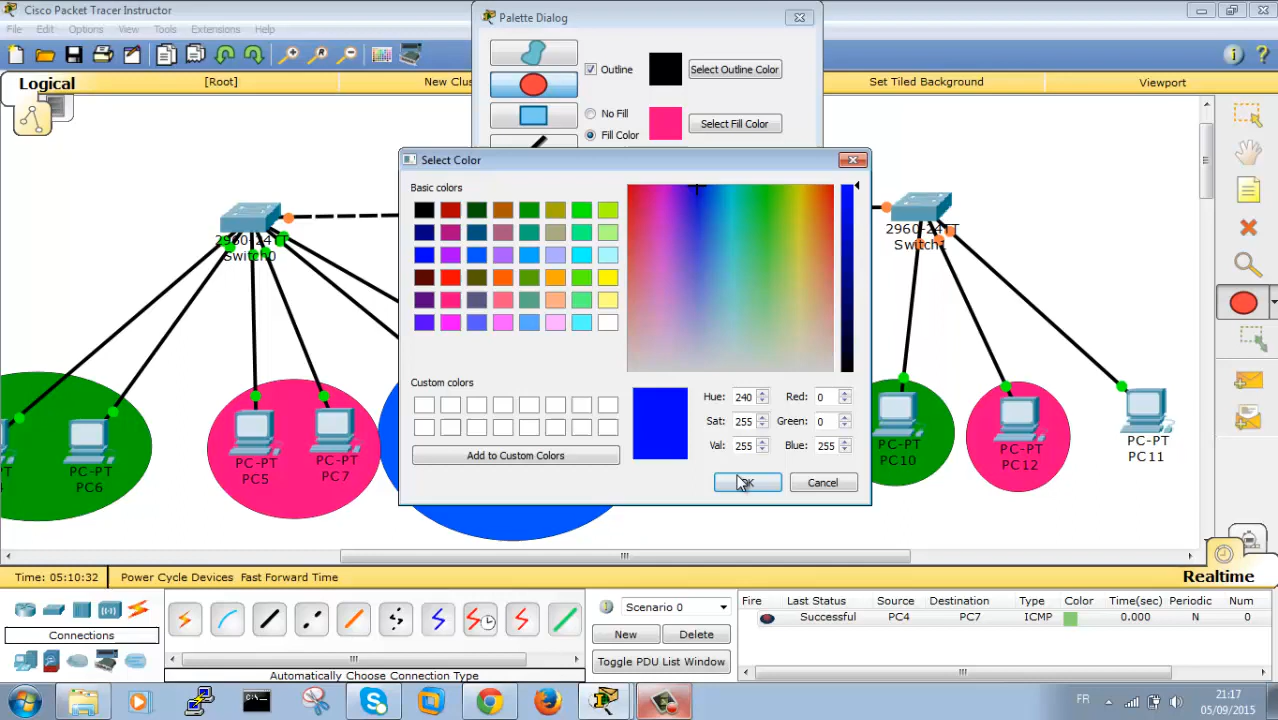 Cisco Packet Tracer Instructor
File Edit Options View Tools Extensions Help
Logical
[Root]
New Clu
Set Tiled Background
Viewport
Palette Dialog
Outline
Select Outline Color
No Fill
Fill Color
Select Fill Color
Select Color
Basic colors
Custom colors
Hue: 240 Red: 0
Sat: 255 Green: 0
Val: 255 Blue: 255
Add to Custom Colors
Cancel
2960-24TT
Switch0
2960-24TT
PC-PT
PC6
PC-PT
PC5
PC-PT
PC7
PC-PT
PC10
PC-PT
PC12
PC-PT
PC11
Time: 05:10:32 Power Cycle Devices Fast Forward Time
Realtime
Connections
Automatically Choose Connection Type
Scenario 0
New Delete
Toggle PDU List Window
Fire Last Status Source Destination Type Color Time(sec) Periodic Num
Successful PC4 PC7 ICMP 0.000 N 0
FR
21:17
05/09/2015